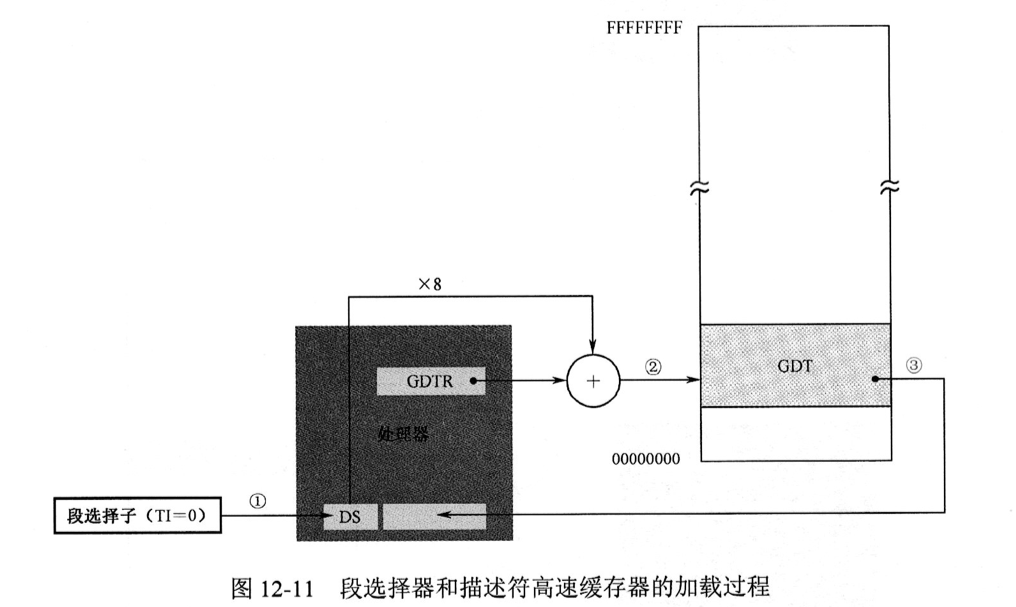 FFFFFFFF
×8
GDTR
+
②
GDT
③
处理器
00000000
段选择子（TI=0）
①
DS
图 12-11 段选择器和描述符高速缓存器的加载过程